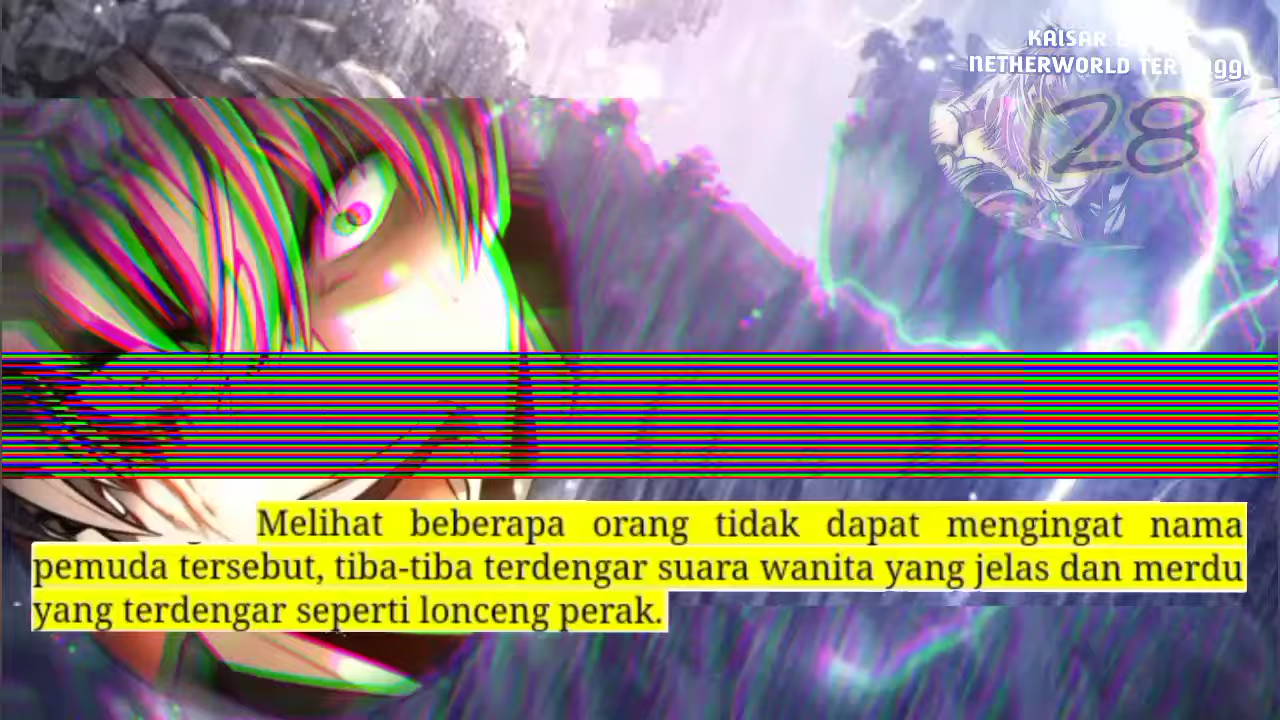 KAISAR
NETHERWORLD
128
Melihat beberapa orang tidak dapat mengingat nama
pemuda tersebut, tiba-tiba terdengar suara wanita yang jelas dan merdu
yang terdengar seperti lonceng perak.